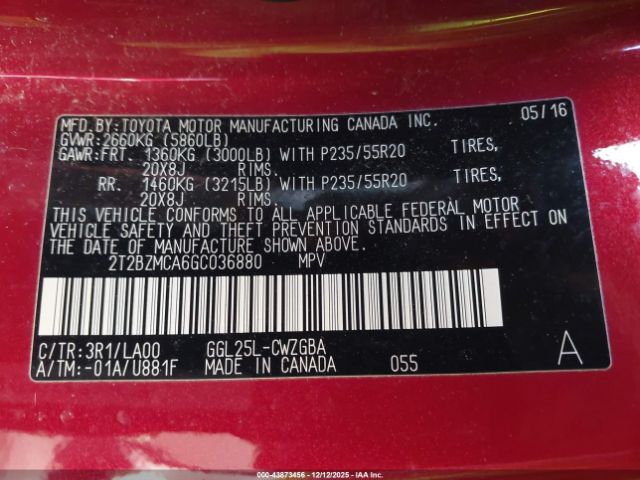 MFD. BY: TOYOTA MOTOR MANUFACTURING CANADA INC. 05/16
GVWR: 2660KG (5860LB)
GAWR: FRT. 1360KG (3000LB) WITH P235/55R20 TIRES,
20X8J RIMS.
RR. 1460KG (3215LB) WITH P235/55R20 TIRES,
20X8J RIMS.
THIS VEHICLE CONFORMS TO ALL APPLICABLE FEDERAL MOTOR
VEHICLE SAFETY AND THEFT PREVENTION STANDARDS IN EFFECT ON
THE DATE OF MANUFACTURE SHOWN ABOVE.
2T2BZMCA6GC036880 MPV
C/TR: 3R1/LA00 GGL25L-CWZGBA A
A/TM: -01A/U881F MADE IN CANADA 055
Stock No: 43873456 - 12/12/2025 - IAA Inc.